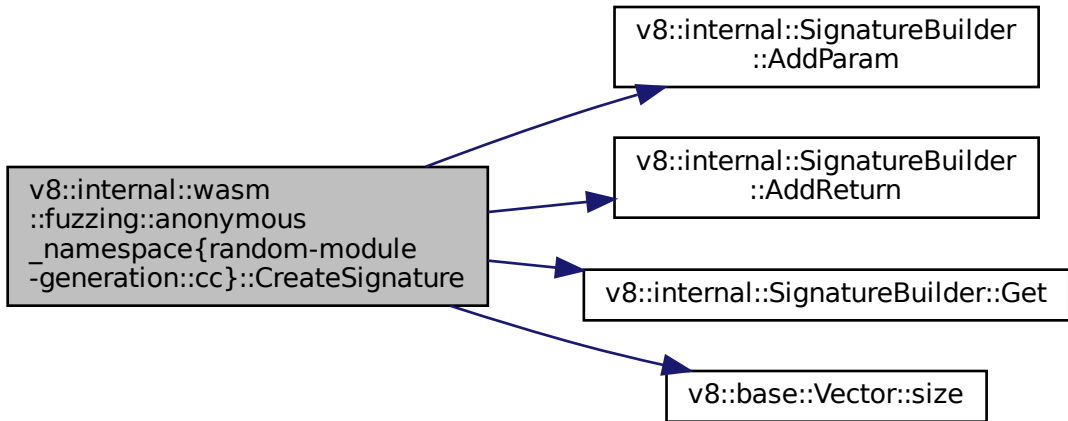 v8::internal::wasm
::fuzzing::anonymous
_namespace{random-module
-generation::cc}::CreateSignature
v8::internal::SignatureBuilder
::AddParam
v8::internal::SignatureBuilder
::AddReturn
v8::internal::SignatureBuilder::Get
v8::base::Vector::size